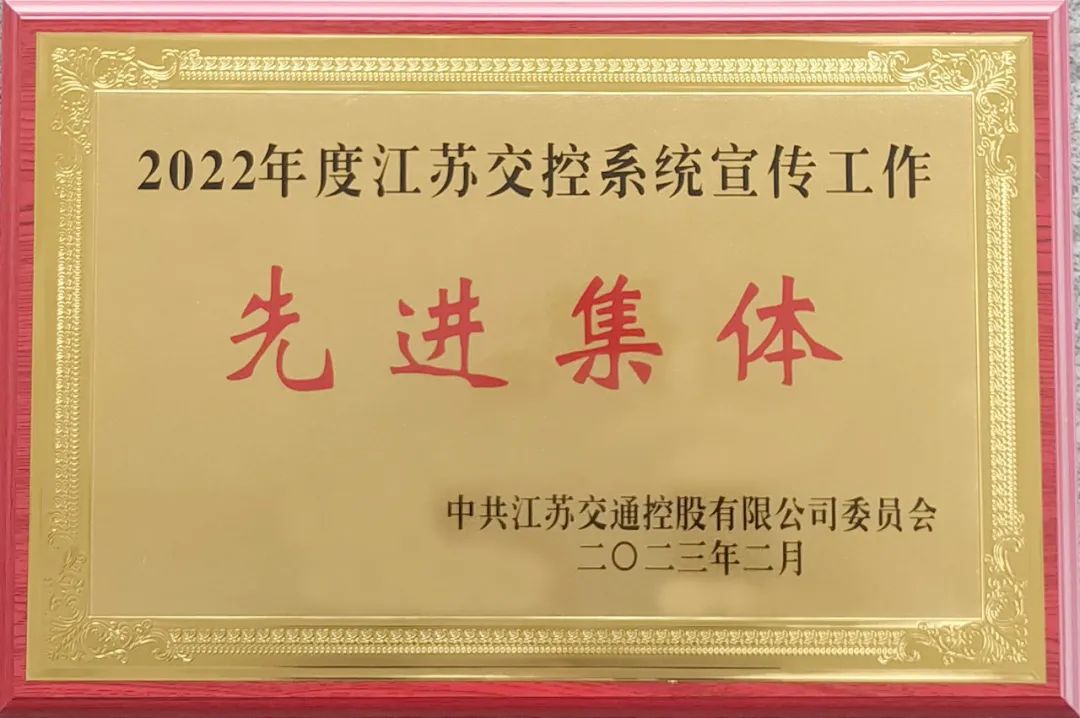 2022年度江苏交控系统宣传工作
先进集体
中共江苏交通控股有限公司委员会
二〇二三年二月